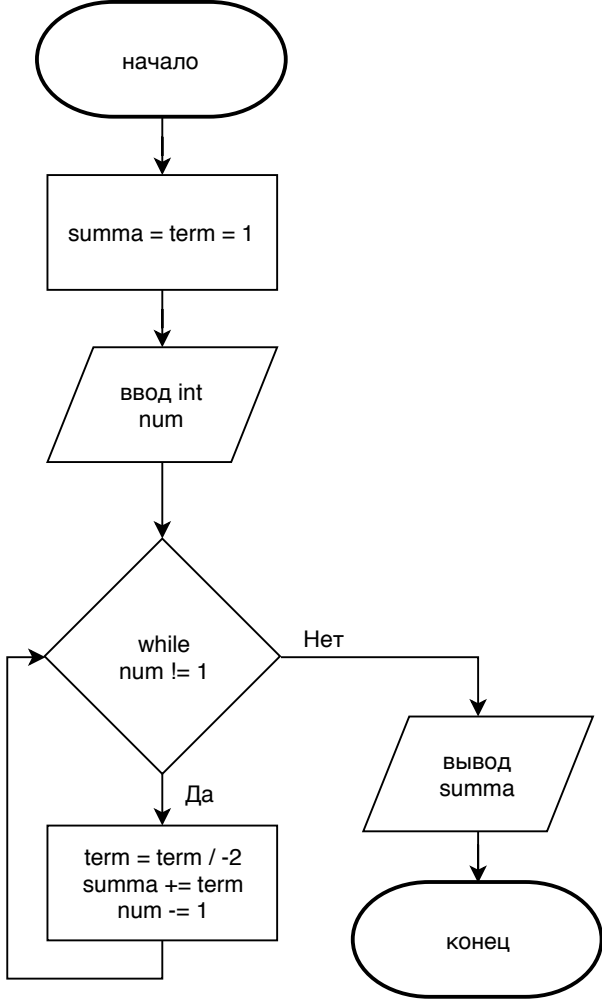 начало
summa = term = 1
ввод int
num
while
num != 1
Нет
Да
term = term / -2
summa += term
num -= 1
вывод
summa
конец